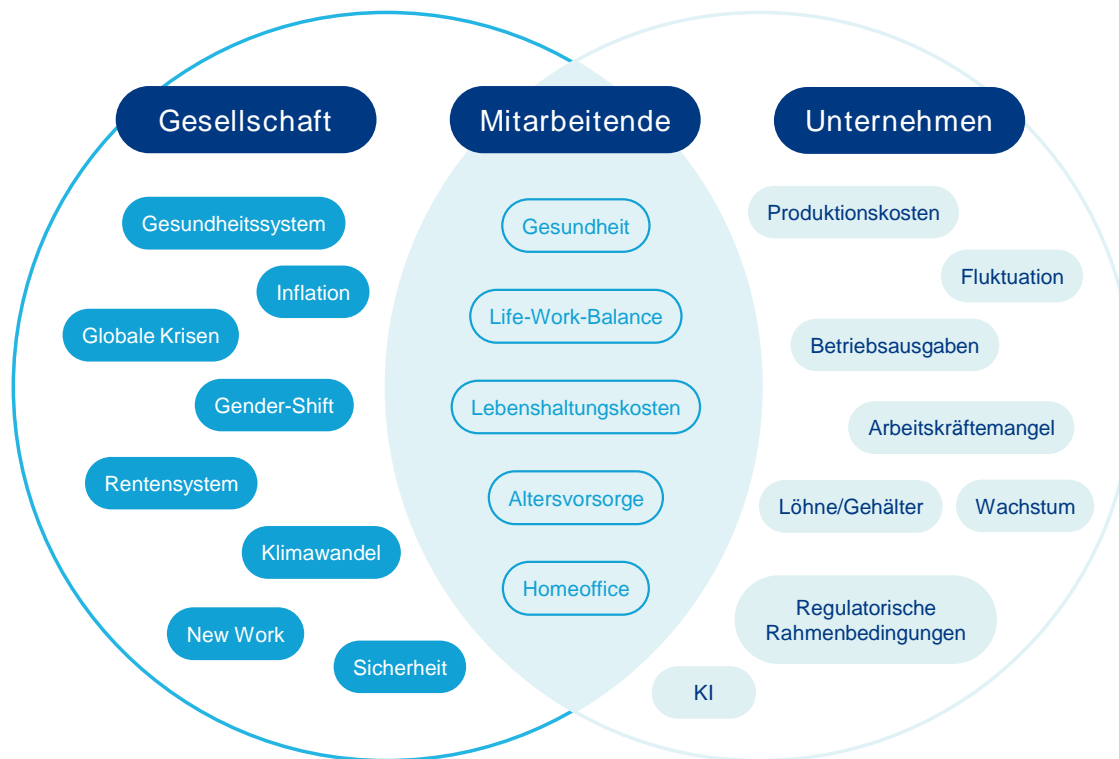 Gesellschaft
Gesundheitssystem
Inflation
Globale Krisen
Gender-Shift
Rentensystem
Klimawandel
New Work
Sicherheit
Mitarbeitende
Gesundheit
Life-Work-Balance
Lebenshaltungskosten
Altersvorsorge
Homeoffice
Unternehmen
Produktionskosten
Fluktuation
Betriebsausgaben
Arbeitskräftemangel
Löhne/Gehälter
Wachstum
Regulatorische
Rahmenbedingungen
KI